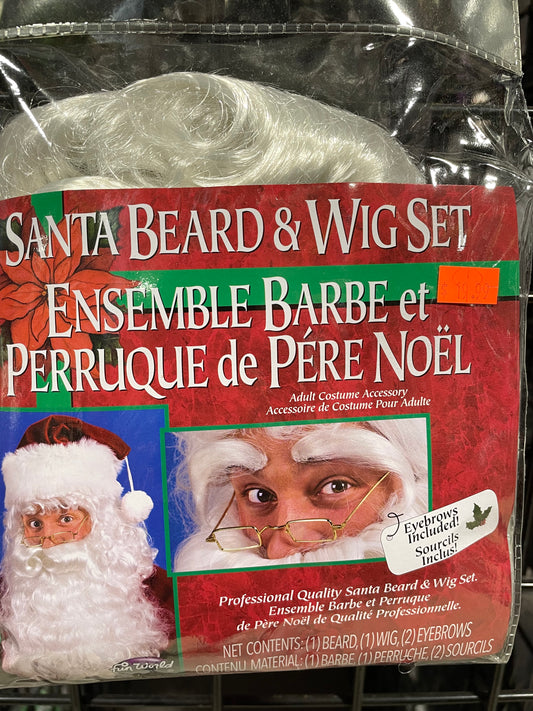 SANTA BEARD & WIG SET
ENSEMBLE BARBE et
PERRUQUE de PÉRE NOËL
Adult Costume Accessory
Accessoire de Costume Pour Adulte
Eyebrows
Included!
Sourcils
Inclus!
Professional Quality Santa Beard & Wig Set.
Ensemble Barbe et Perruque
de Père Noël de Qualité Professionnelle.
NET CONTENTS: (1) BEARD, (1) WIG, (2) EYEBROWS
CONTENU MATERIAL: (1) BARBE (1) PERRUCHE, (2) SOURCILS
fun World